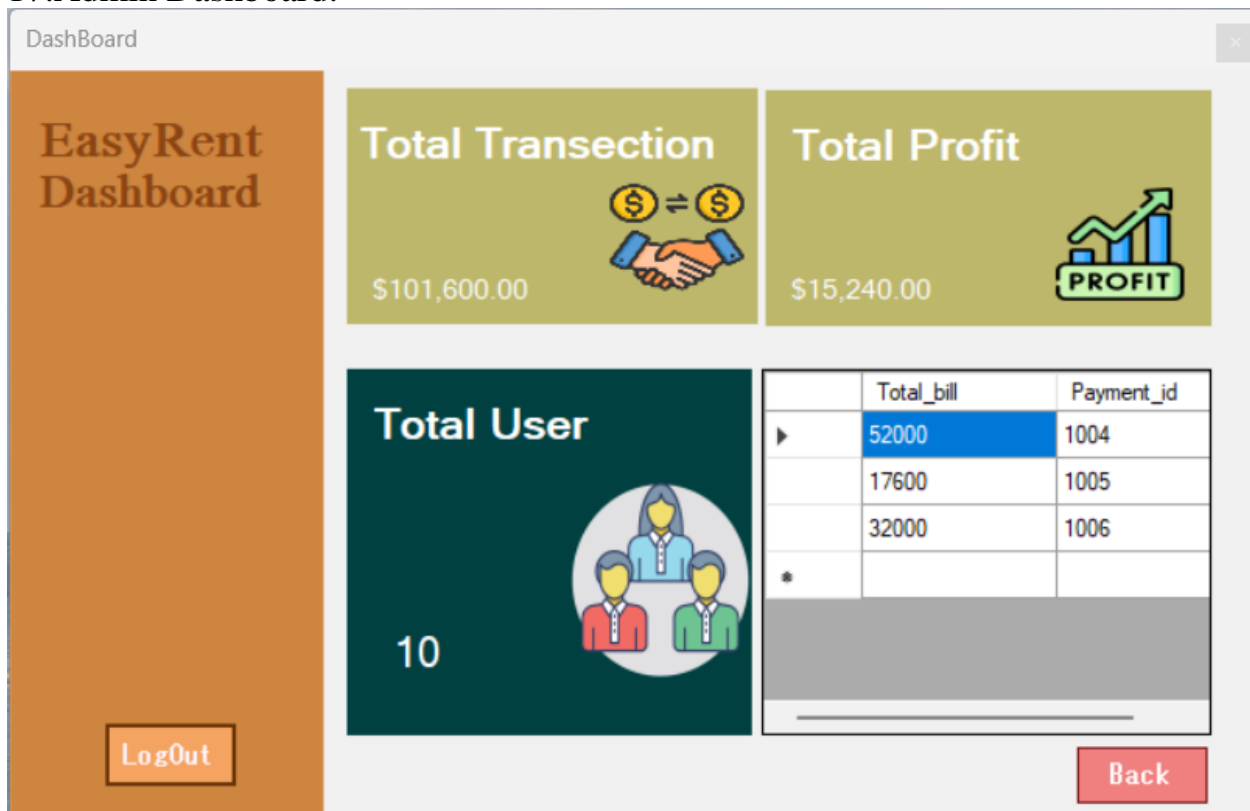 DashBoard
EasyRent
Dashboard
Total Transection
$101,600.00
Total Profit
$15,240.00
PROFIT
Total User
10
Total_bill Payment_id
52000 1004
17600 1005
32000 1006
LogOut
Back